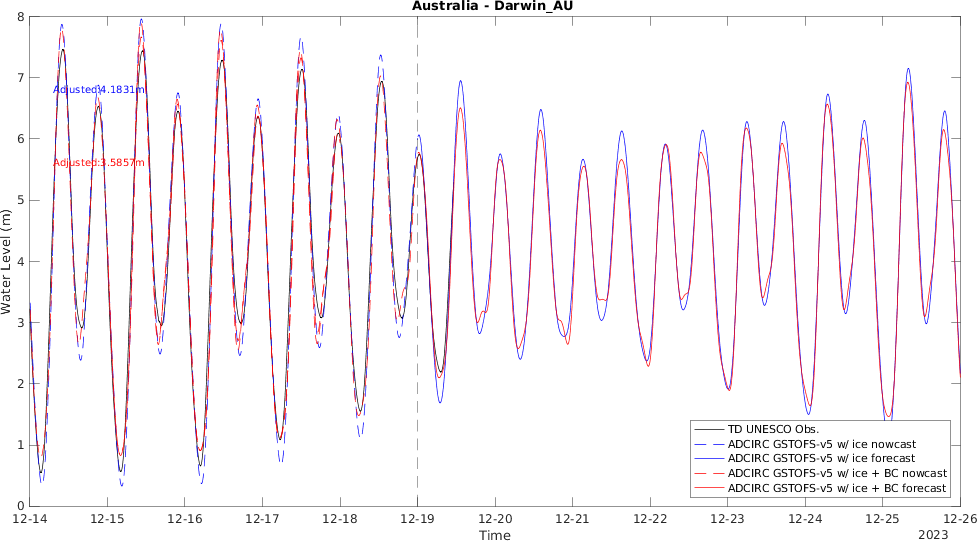 Australia - Darwin_AU
Water Level (m)
8
7
6
5
4
3
2
1
0
Adjusted:4.1831m
Adjusted:3.5857m
TD UNESCO Obs.
ADCIRC GSTOFS-v5 w/ ice nowcast
ADCIRC GSTOFS-v5 w/ ice forecast
ADCIRC GSTOFS-v5 w/ ice + BC nowcast
ADCIRC GSTOFS-v5 w/ ice + BC forecast
12-14 12-15 12-16 12-17 12-18 12-19 12-20 12-21 12-22 12-23 12-24 12-25 12-26
Time
2023